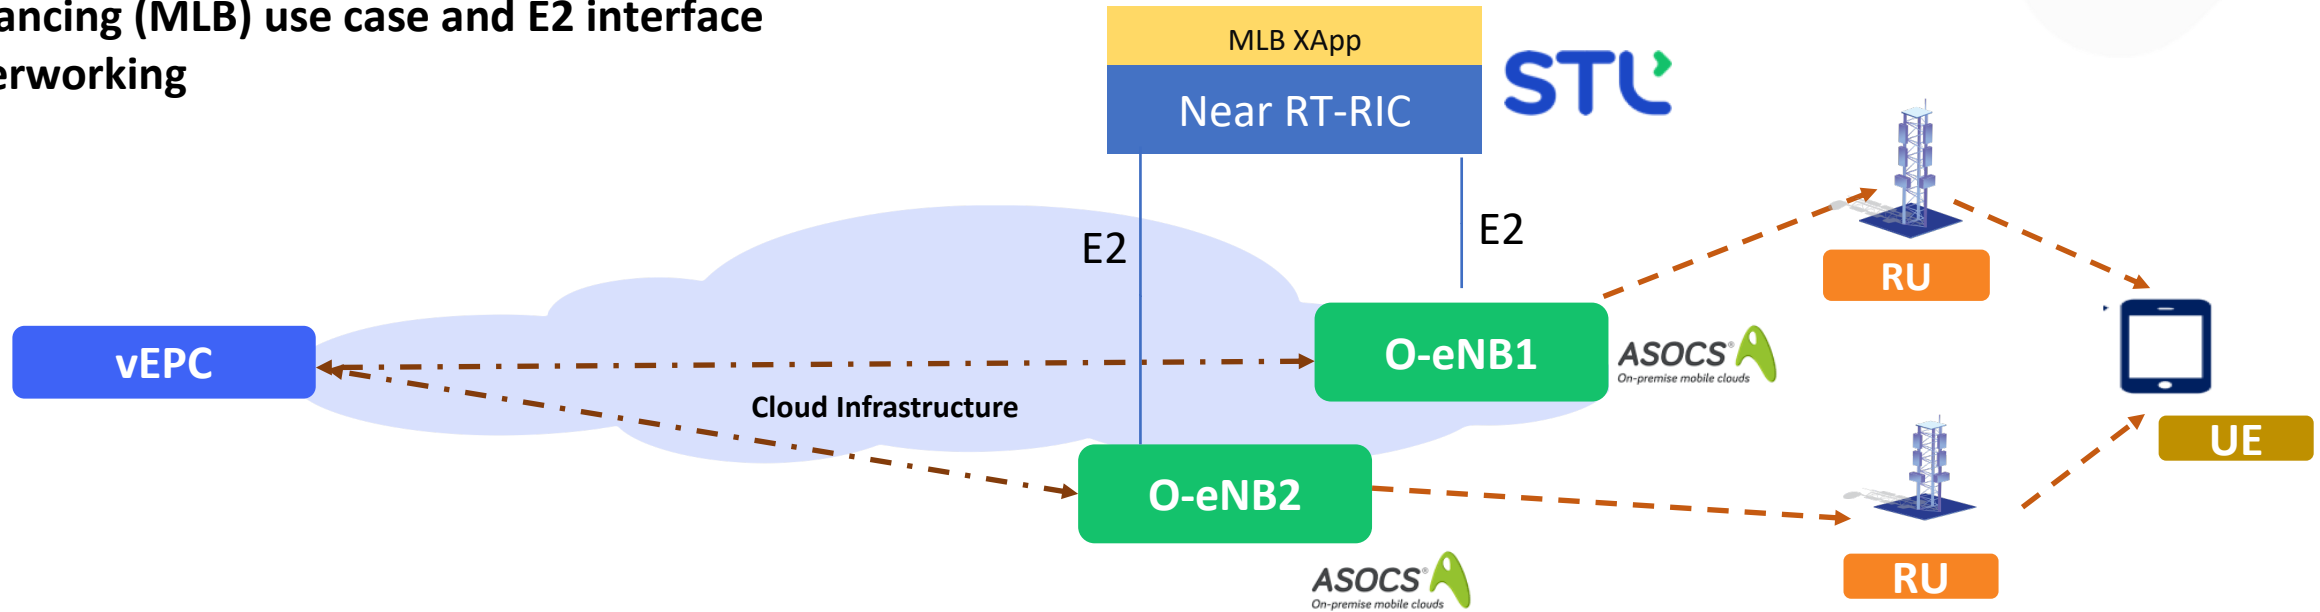 ancing (MLB) use case and E2 interface
erworking
MLB XApp
Near RT-RIC
STL
E2
E2
RU
vEPC
O-eNB1
ASOCS®
On-premise mobile clouds
Cloud Infrastructure
UE
O-eNB2
RU
ASOCS®
On-premise mobile clouds